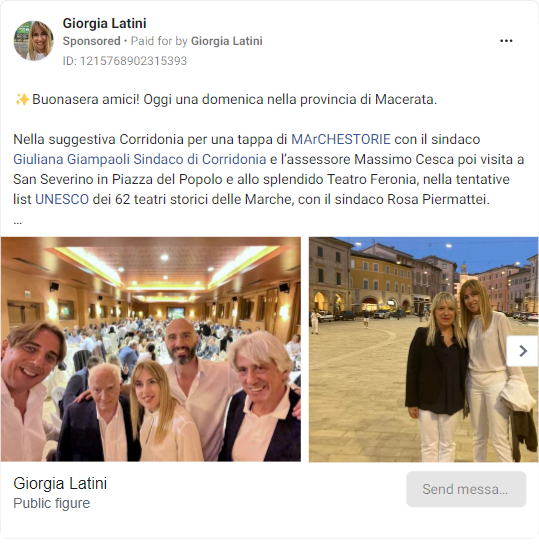 Giorgia Latini
Sponsored • Paid for by Giorgia Latini
ID: 1215768902315393
✨Buonasera amici! Oggi una domenica nella provincia di Macerata.
Nella suggestiva Corridonia per una tappa di MArCHESTORIE con il sindaco
Giuliana Giampaoli Sindaco di Corridonia e l’assessore Massimo Cesca poi visita a
San Severino in Piazza del Popolo e allo splendido Teatro Feronia, nella tentative
list UNESCO dei 62 teatri storici delle Marche, con il sindaco Rosa Piermattei.
...
Giorgia Latini
Public figure
Send messa...